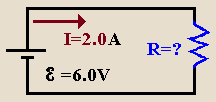 I=2.0A
R=?
ℰ=6.0V